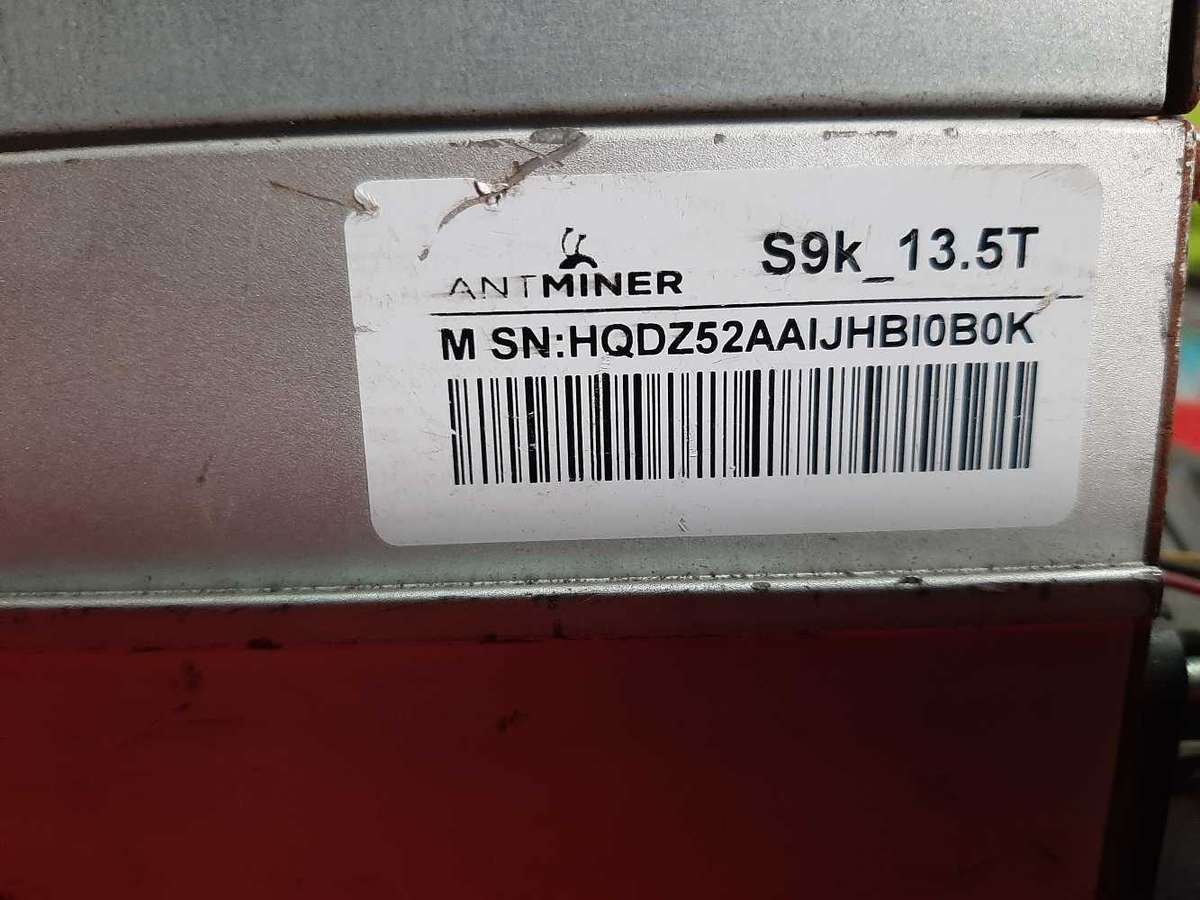 ANTMINER
S9k_13.5T
M SN:HQDZ52AAIJHBI0B0K